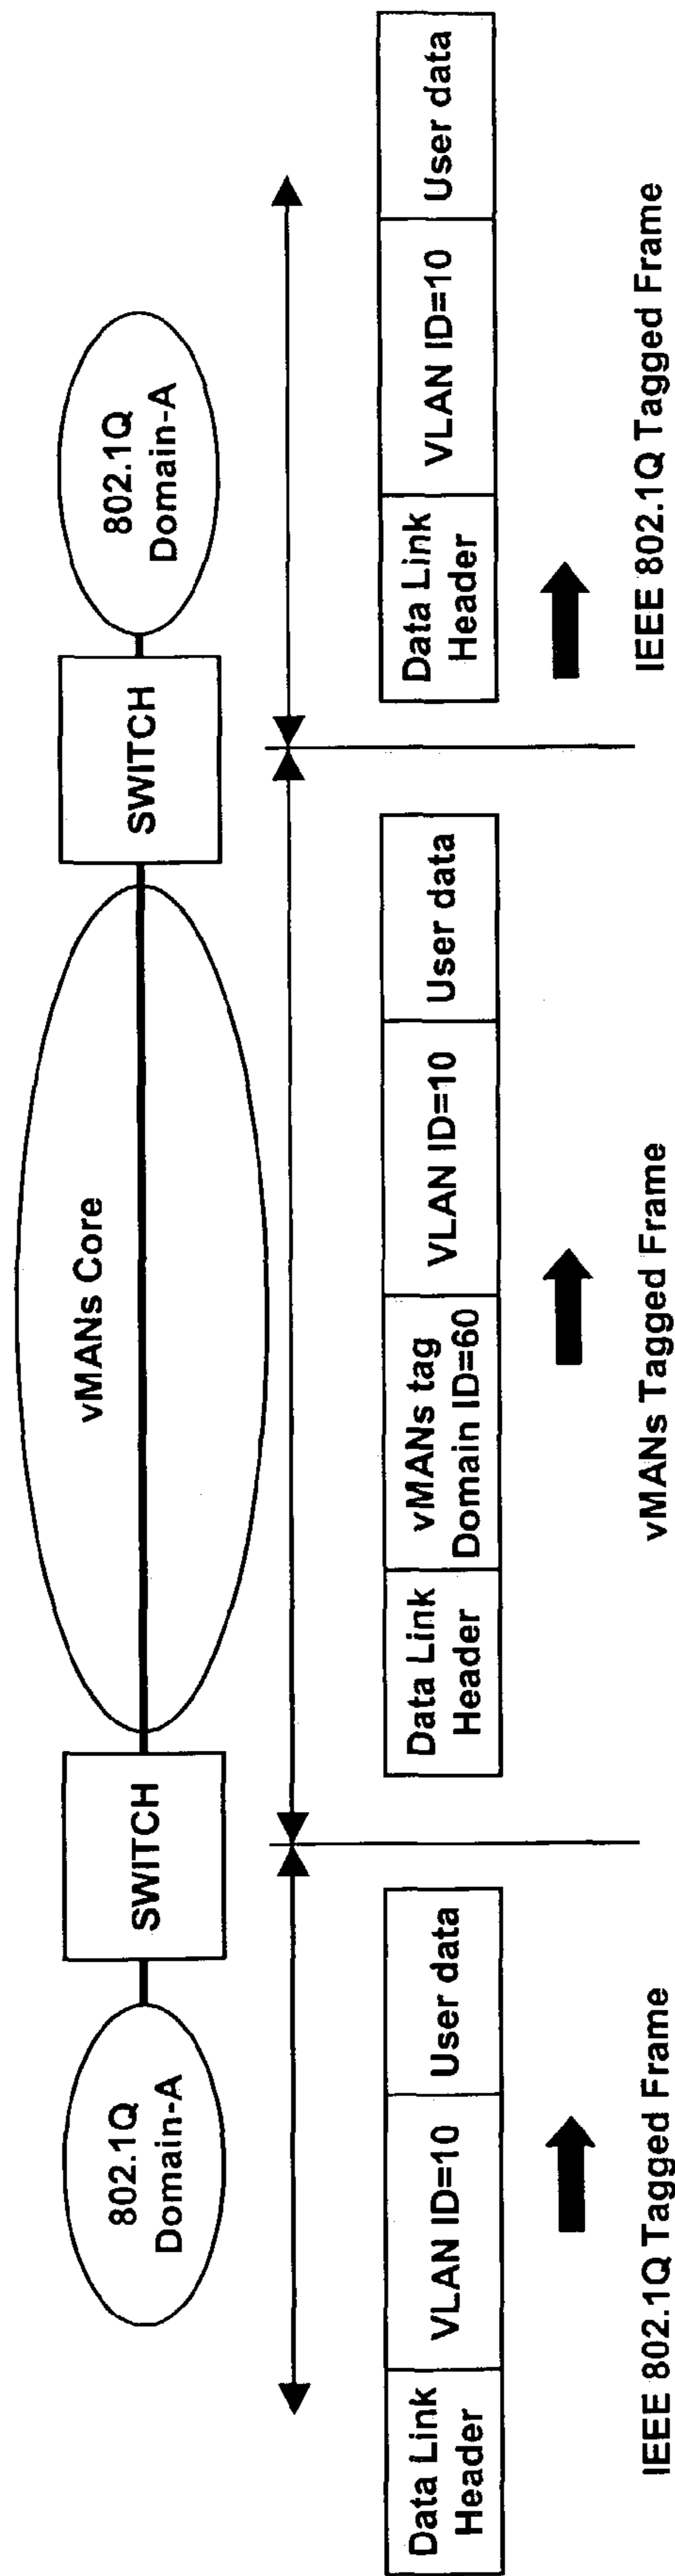 802.1Q
Domain-A
SWITCH
vMANs Core
SWITCH
802.1Q
Domain-A
Data Link
Header
VLAN ID=10
User data
Data Link
Header
vMANs tag
Domain ID=60
VLAN ID=10
User data
Data Link
Header
VLAN ID=10
User data
IEEE 802.1Q Tagged Frame
vMANs Tagged Frame
IEEE 802.1Q Tagged Frame